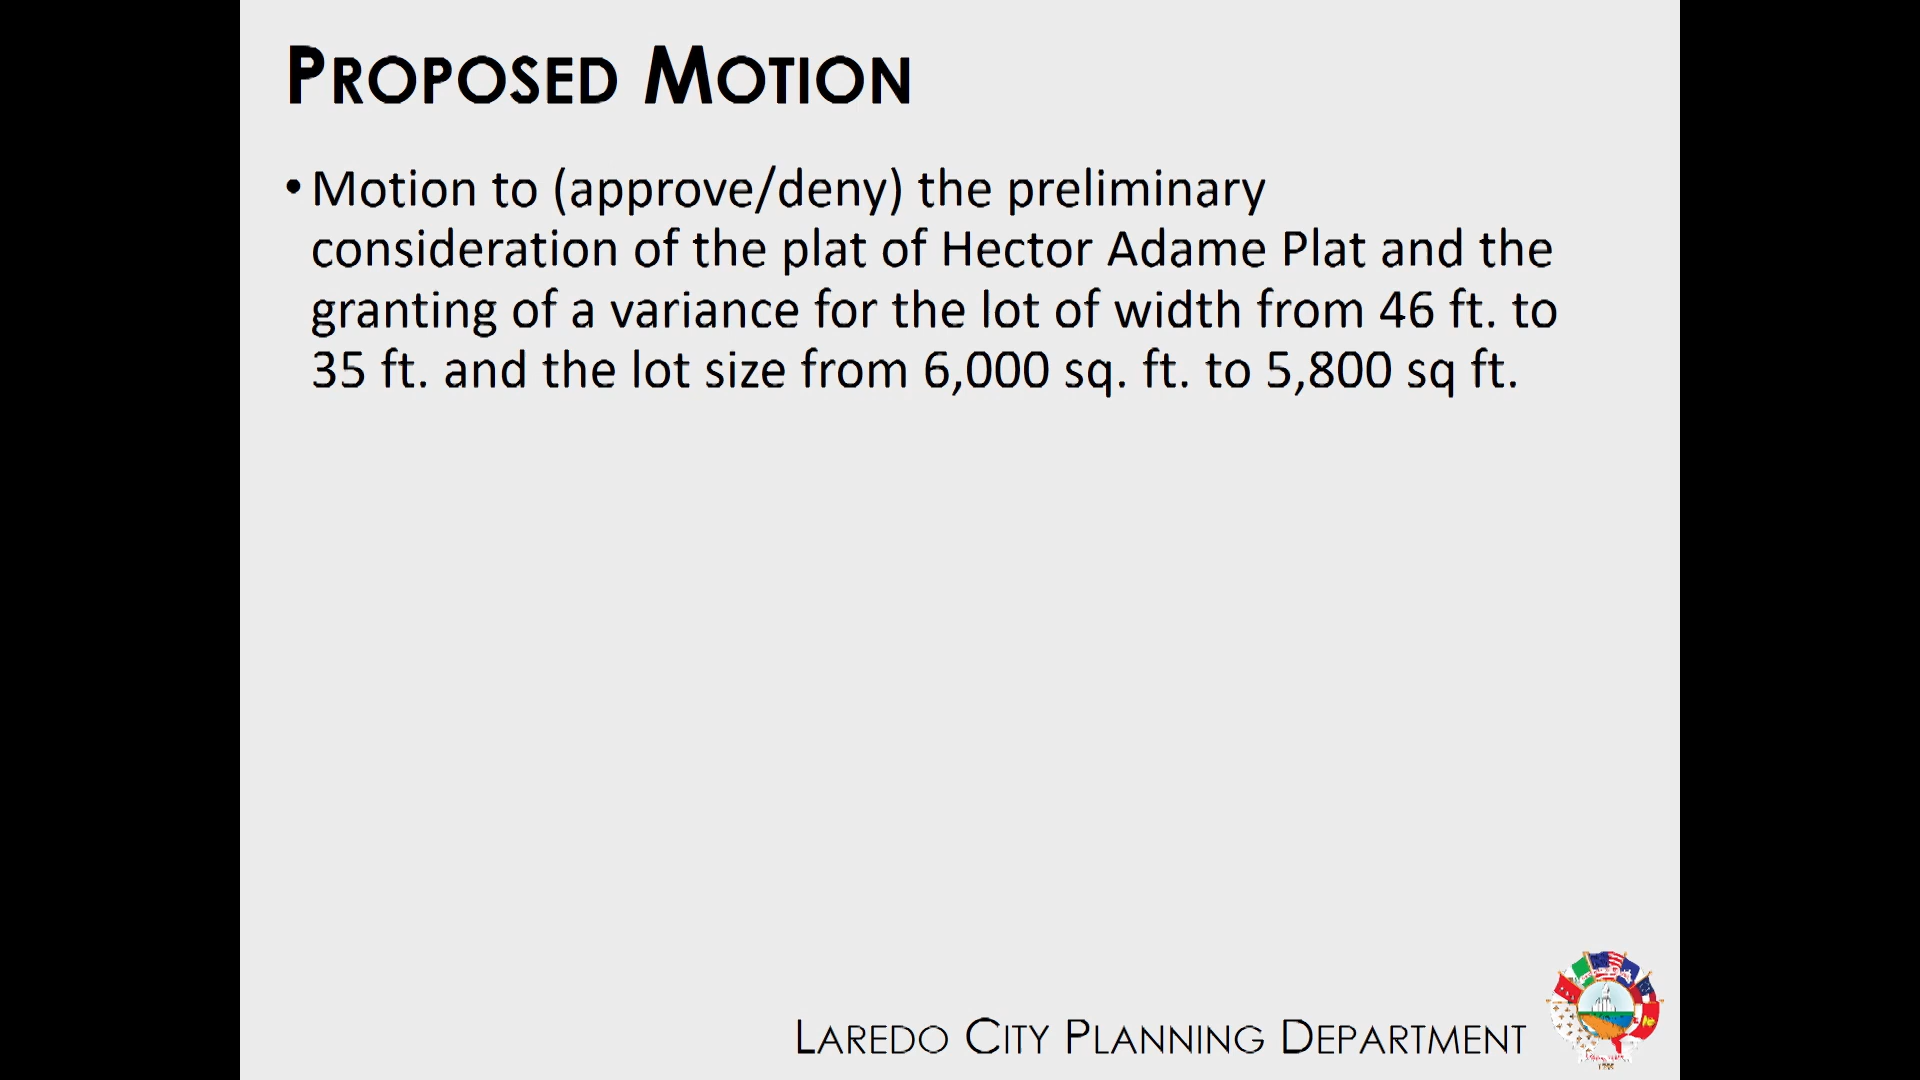 PROPOSED MOTION
• Motion to (approve/deny) the preliminary
consideration of the plat of Hector Adame Plat and the
granting of a variance for the lot of width from 46 ft. to
35 ft. and the lot size from 6,000 sq. ft. to 5,800 sq ft.
LAREDO CITY PLANNING DEPARTMENT